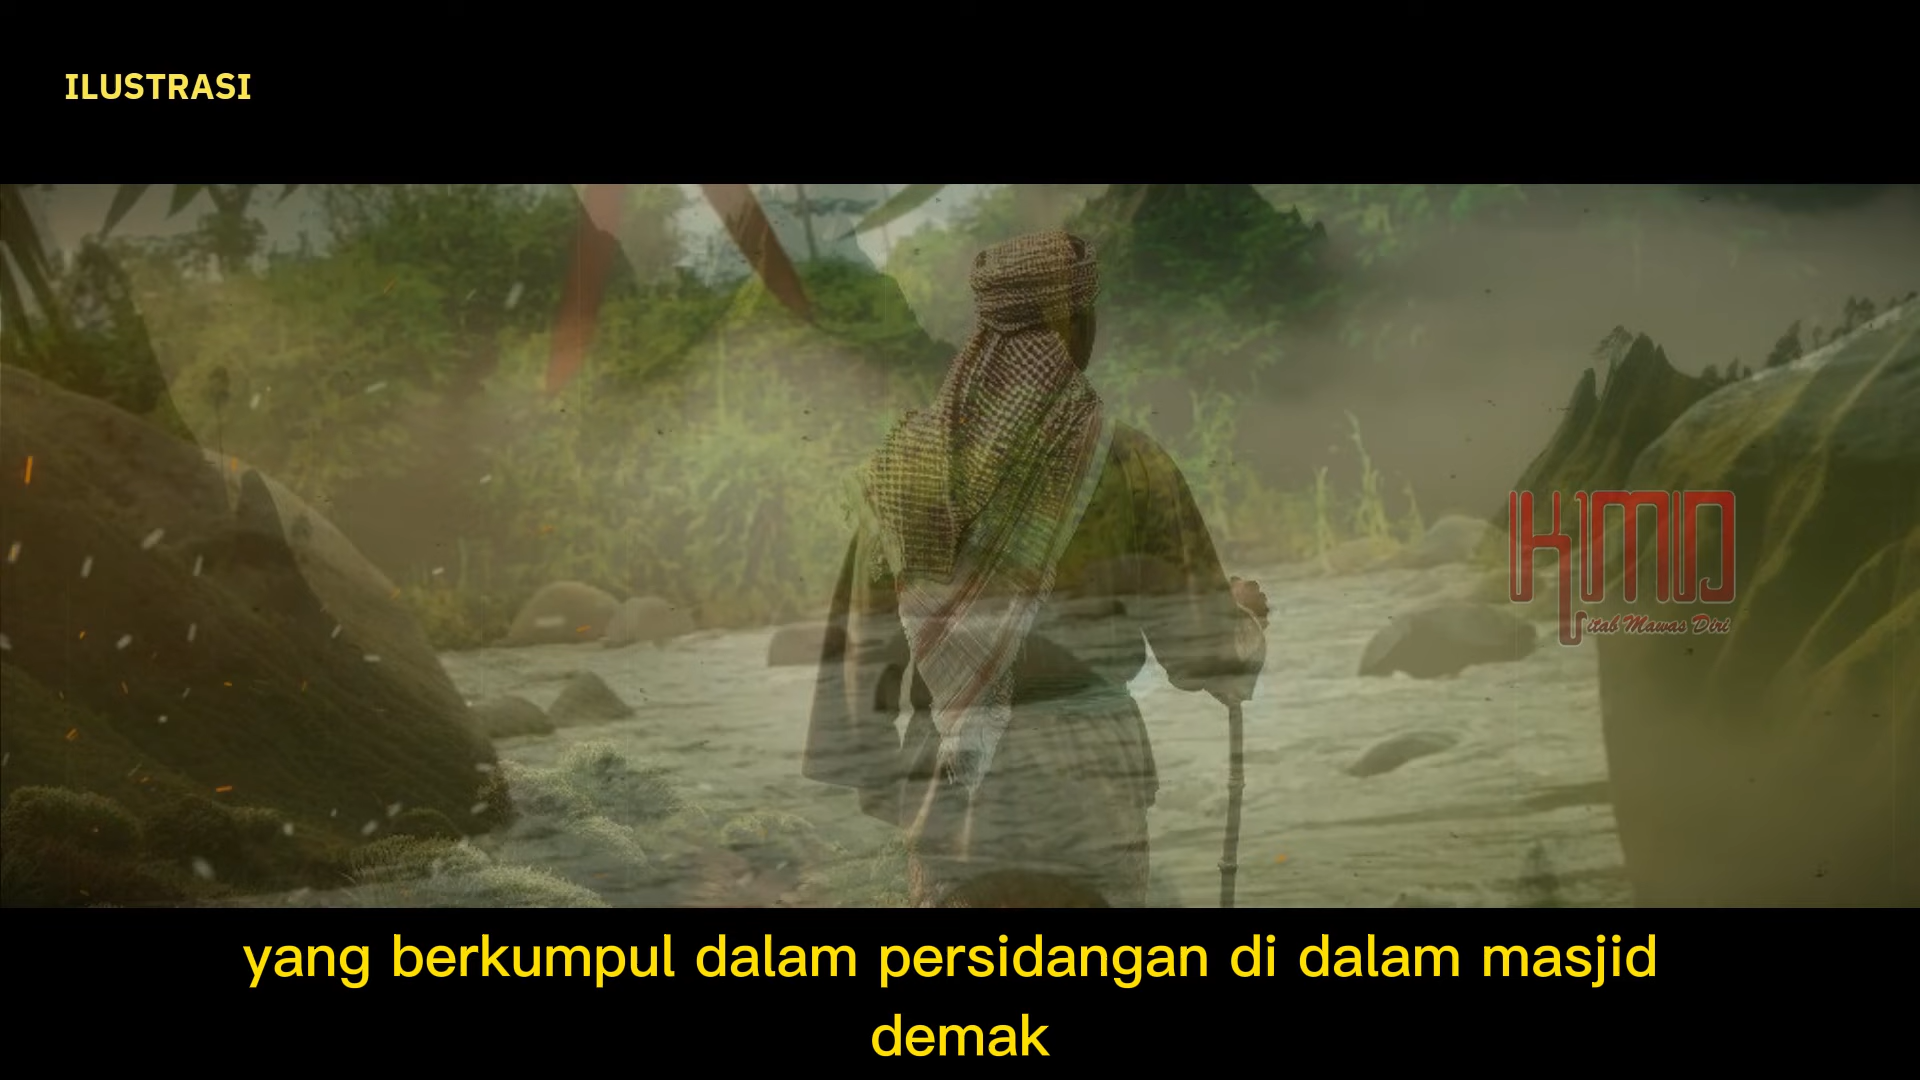 ILUSTRASI
KMD
Kitab Mawas Diri
yang berkumpul dalam persidangan di dalam masjid
demak